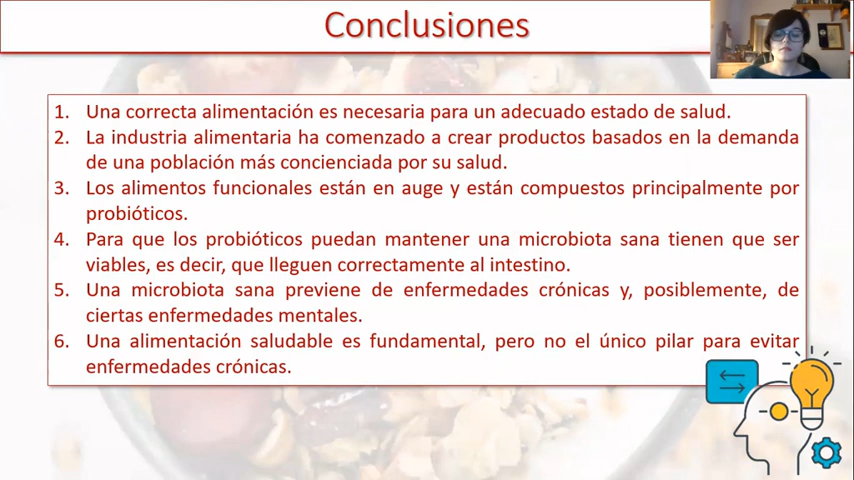 Conclusiones
1. Una correcta alimentación es necesaria para un adecuado estado de salud.
2. La industria alimentaria ha comenzado a crear productos basados en la demanda
de una población más concienciada por su salud.
3. Los alimentos funcionales están en auge y están compuestos principalmente por
probióticos.
4. Para que los probióticos puedan mantener una microbiota sana tienen que ser
viables, es decir, que lleguen correctamente al intestino.
5. Una microbiota sana previene de enfermedades crónicas y, posiblemente, de
ciertas enfermedades mentales.
6. Una alimentación saludable es fundamental, pero no el único pilar para evitar
enfermedades crónicas.